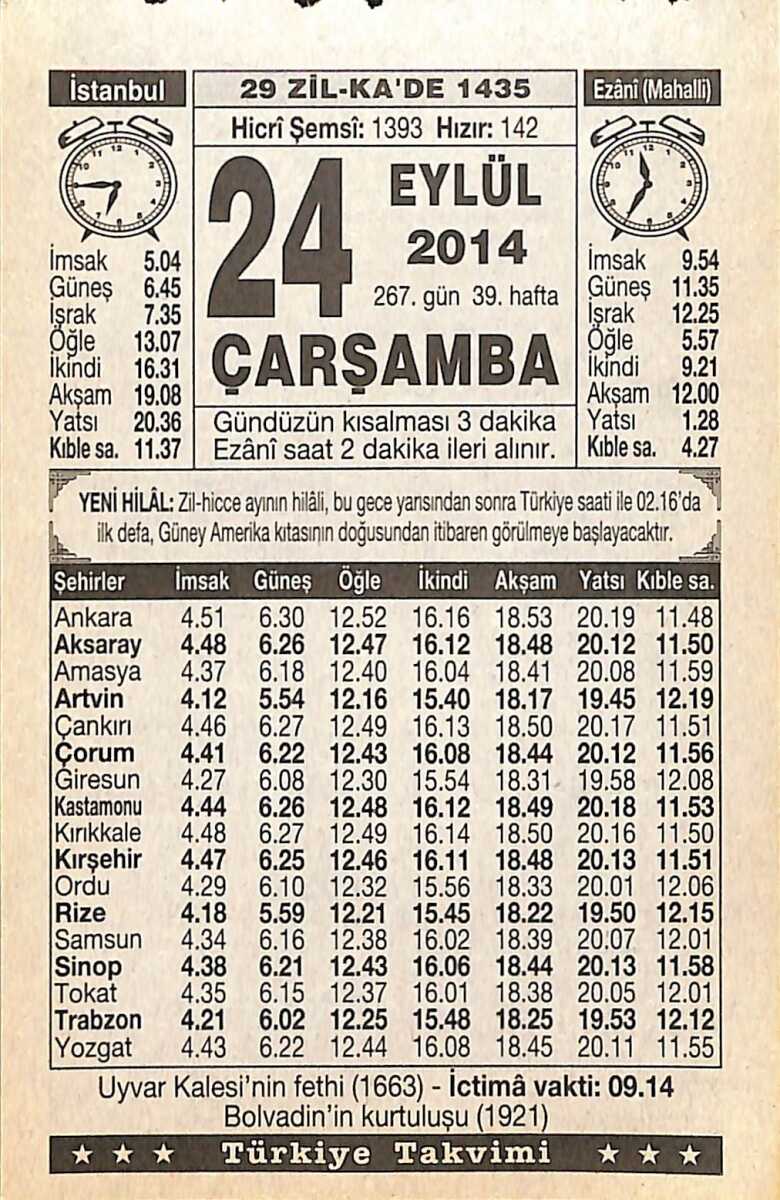 İstanbul
29 ZİL-KA'DE 1435
Ezânî (Mahallî)
Hicrî Şemsî: 1393 Hızır: 142
24
EYLÜL
2014
267. gün 39. hafta
ÇARŞAMBA
Gündüzün kısalması 3 dakika
Ezânî saat 2 dakika ileri alınır.
İmsak 5.04
Güneş 6.45
İşrak 7.35
Öğle 13.07
İkindi 16.31
Akşam 19.08
Yatsı 20.36
Kıble sa. 11.37
İmsak 9.54
Güneş 11.35
İşrak 12.25
Öğle 5.57
İkindi 9.21
Akşam 12.00
Yatsı 1.28
Kıble sa. 4.27
YENİ HİLÂL: Zil-hicce ayının hilâli, bu gece yarısından sonra Türkiye saati ile 02.16'da
ilk defa, Güney Amerika kıtasının doğusundan itibaren görülmeye başlayacaktır.
Şehirler İmsak Güneş Öğle İkindi Akşam Yatsı Kıble sa.
Ankara 4.51 6.30 12.52 16.16 18.53 20.19 11.48
Aksaray 4.48 6.26 12.47 16.12 18.48 20.12 11.50
Amasya 4.37 6.18 12.40 16.04 18.41 20.08 11.59
Artvin 4.12 5.54 12.16 15.40 18.17 19.45 12.19
Çankırı 4.46 6.27 12.49 16.13 18.50 20.17 11.51
Çorum 4.41 6.22 12.43 16.08 18.44 20.12 11.56
Giresun 4.27 6.08 12.30 15.54 18.31 19.58 12.08
Kastamonu 4.44 6.26 12.48 16.12 18.49 20.18 11.53
Kırıkkale 4.48 6.27 12.49 16.14 18.50 20.16 11.50
Kırşehir 4.47 6.25 12.46 16.11 18.48 20.13 11.51
Ordu 4.29 6.10 12.32 15.56 18.33 20.01 12.06
Rize 4.18 5.59 12.21 15.45 18.22 19.50 12.15
Samsun 4.34 6.16 12.38 16.02 18.39 20.07 12.01
Sinop 4.38 6.21 12.43 16.06 18.44 20.13 11.58
Tokat 4.35 6.15 12.37 16.01 18.38 20.05 12.01
Trabzon 4.21 6.02 12.25 15.48 18.25 19.53 12.12
Yozgat 4.43 6.22 12.44 16.08 18.45 20.11 11.55
Uyvar Kalesi'nin fethi (1663) - İctimâ vakti: 09.14
Bolvadin'in kurtuluşu (1921)
Türkiye Takvimi